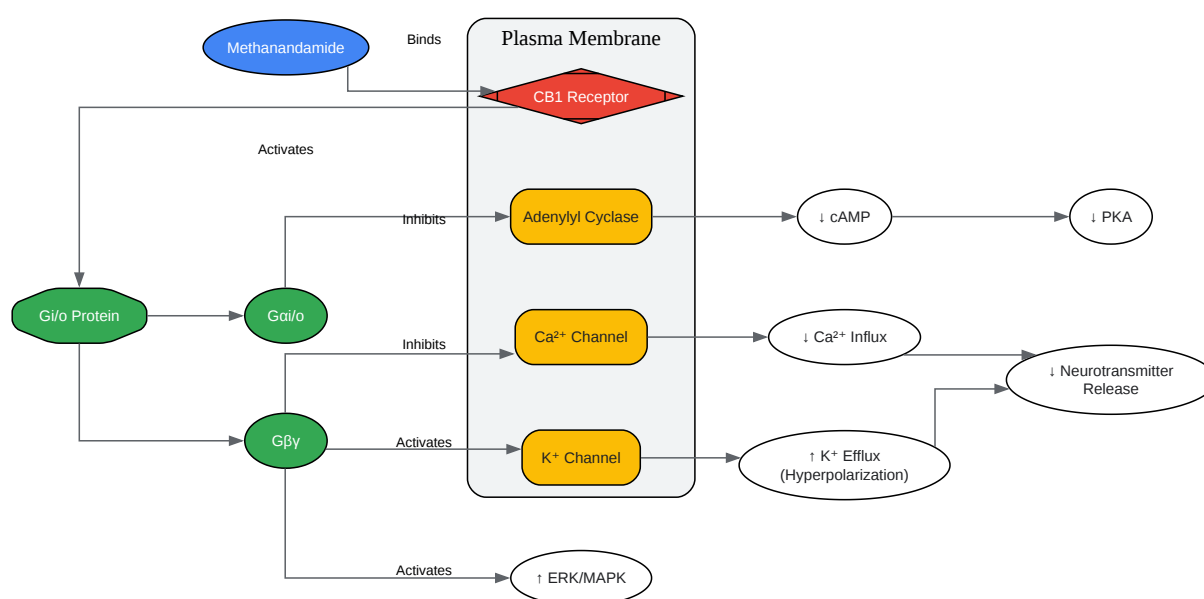 Methanandamide
Binds
Plasma Membrane
CB1 Receptor
Activates
Inhibits
Adenylyl Cyclase
↓ cAMP
↓ PKA
Gi/o Protein
Gαi/o
Inhibits
Ca²⁺ Channel
↓ Ca²⁺ Influx
↓ Neurotransmitter
Release
Gβγ
Activates
K⁺ Channel
↑ K⁺ Efflux
(Hyperpolarization)
Activates
↑ ERK/MAPK